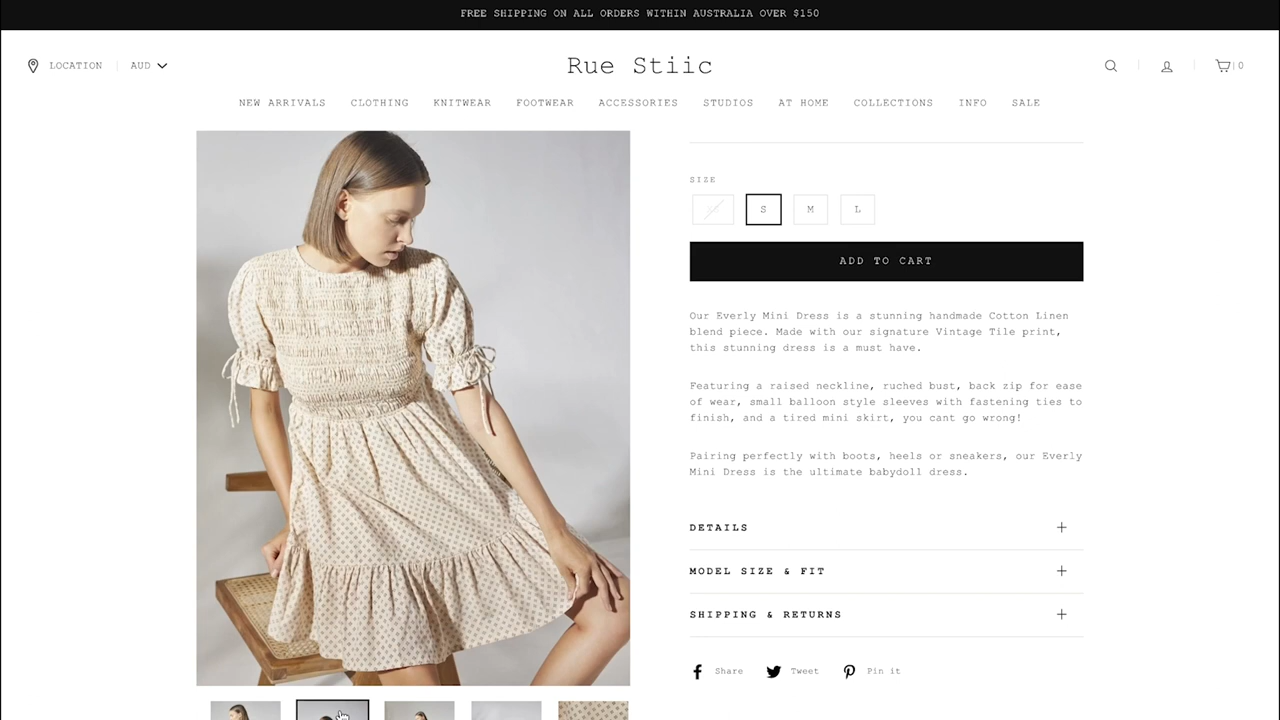 FREE SHIPPING ON ALL ORDERS WITHIN AUSTRALIA OVER $150
LOCATION
AUD
Rue Stiic
0
NEW ARRIVALS CLOTHING KNITWEAR FOOTWEAR ACCESSORIES STUDIOS AT HOME COLLECTIONS INFO SALE
SIZE
S M L
ADD TO CART
Our Everly Mini Dress is a stunning handmade Cotton Linen
blend piece. Made with our signature Vintage Tile print,
this stunning dress is a must have.
Featuring a raised neckline, ruched bust, back zip for ease
of wear, small balloon style sleeves with fastening ties to
finish, and a tired mini skirt, you cant go wrong!
Pairing perfectly with boots, heels or sneakers, our Everly
Mini Dress is the ultimate babydoll dress.
DETAILS
MODEL SIZE & FIT
SHIPPING & RETURNS
Share Tweet Pin it